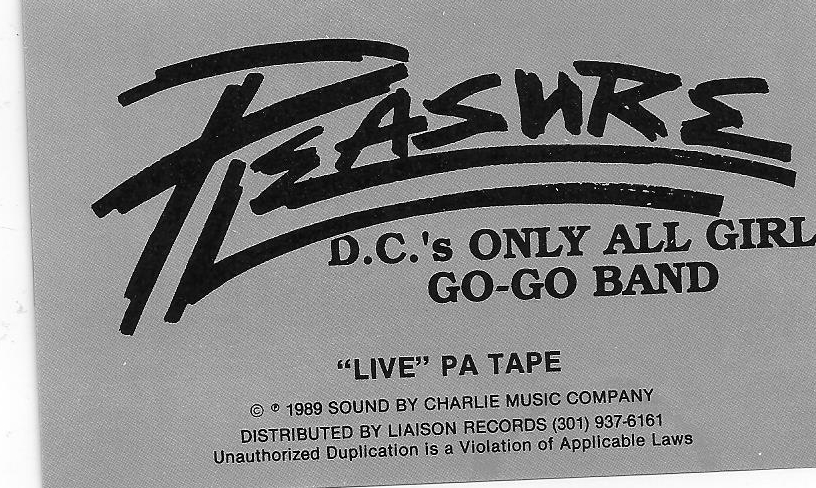 PLEASURE
D.C.'s ONLY ALL GIRL
GO-GO BAND
“LIVE” PA TAPE
© ℗ 1989 SOUND BY CHARLIE MUSIC COMPANY
DISTRIBUTED BY LIAISON RECORDS (301) 937-6161
Unauthorized Duplication is a Violation of Applicable Laws